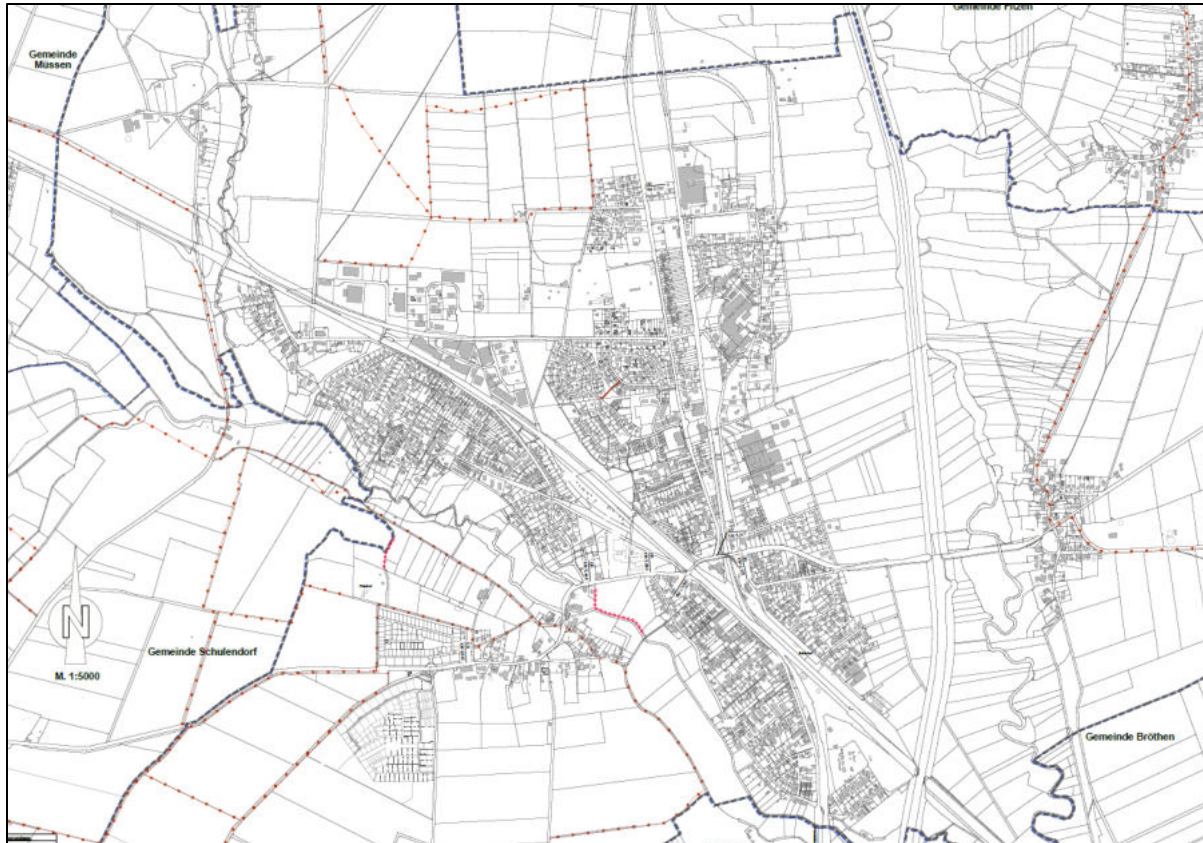 Gemeinde Fitzen
Gemeinde
Müssen
N
Gemeinde Schulendorf
M. 1:5000
Gemeinde Bröthen